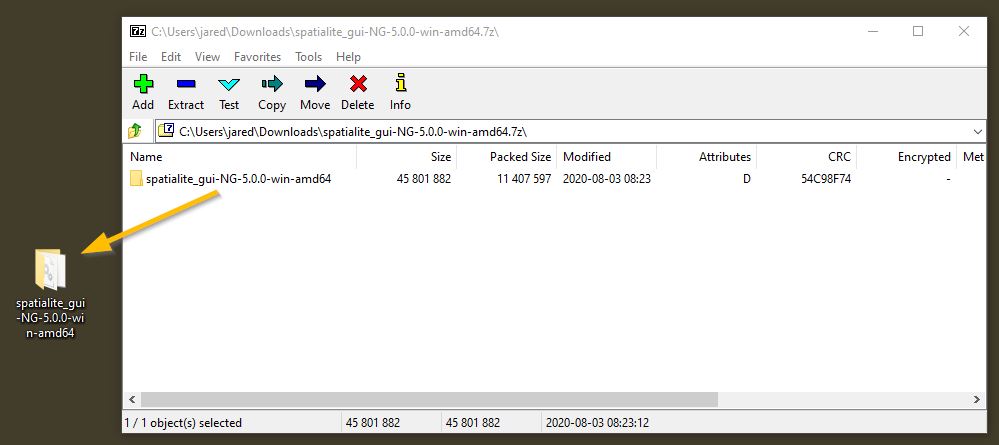 C:\Users\jared\Downloads\spatialite_gui-NG-5.0.0-win-amd64.7z\
File Edit View Favorites Tools Help
Add Extract Test Copy Move Delete Info
C:\Users\jared\Downloads\spatialite_gui-NG-5.0.0-win-amd64.7z\
Name Size Packed Size Modified Attributes CRC Encrypted Met
spatialite_gui-NG-5.0.0-win-amd64 45 801 882 11 407 597 2020-08-03 08:23 D 54C98F74 -
spatialite_gui
-NG-5.0.0-wi
n-amd64
1 / 1 object(s) selected 45 801 882 45 801 882 2020-08-03 08:23:12